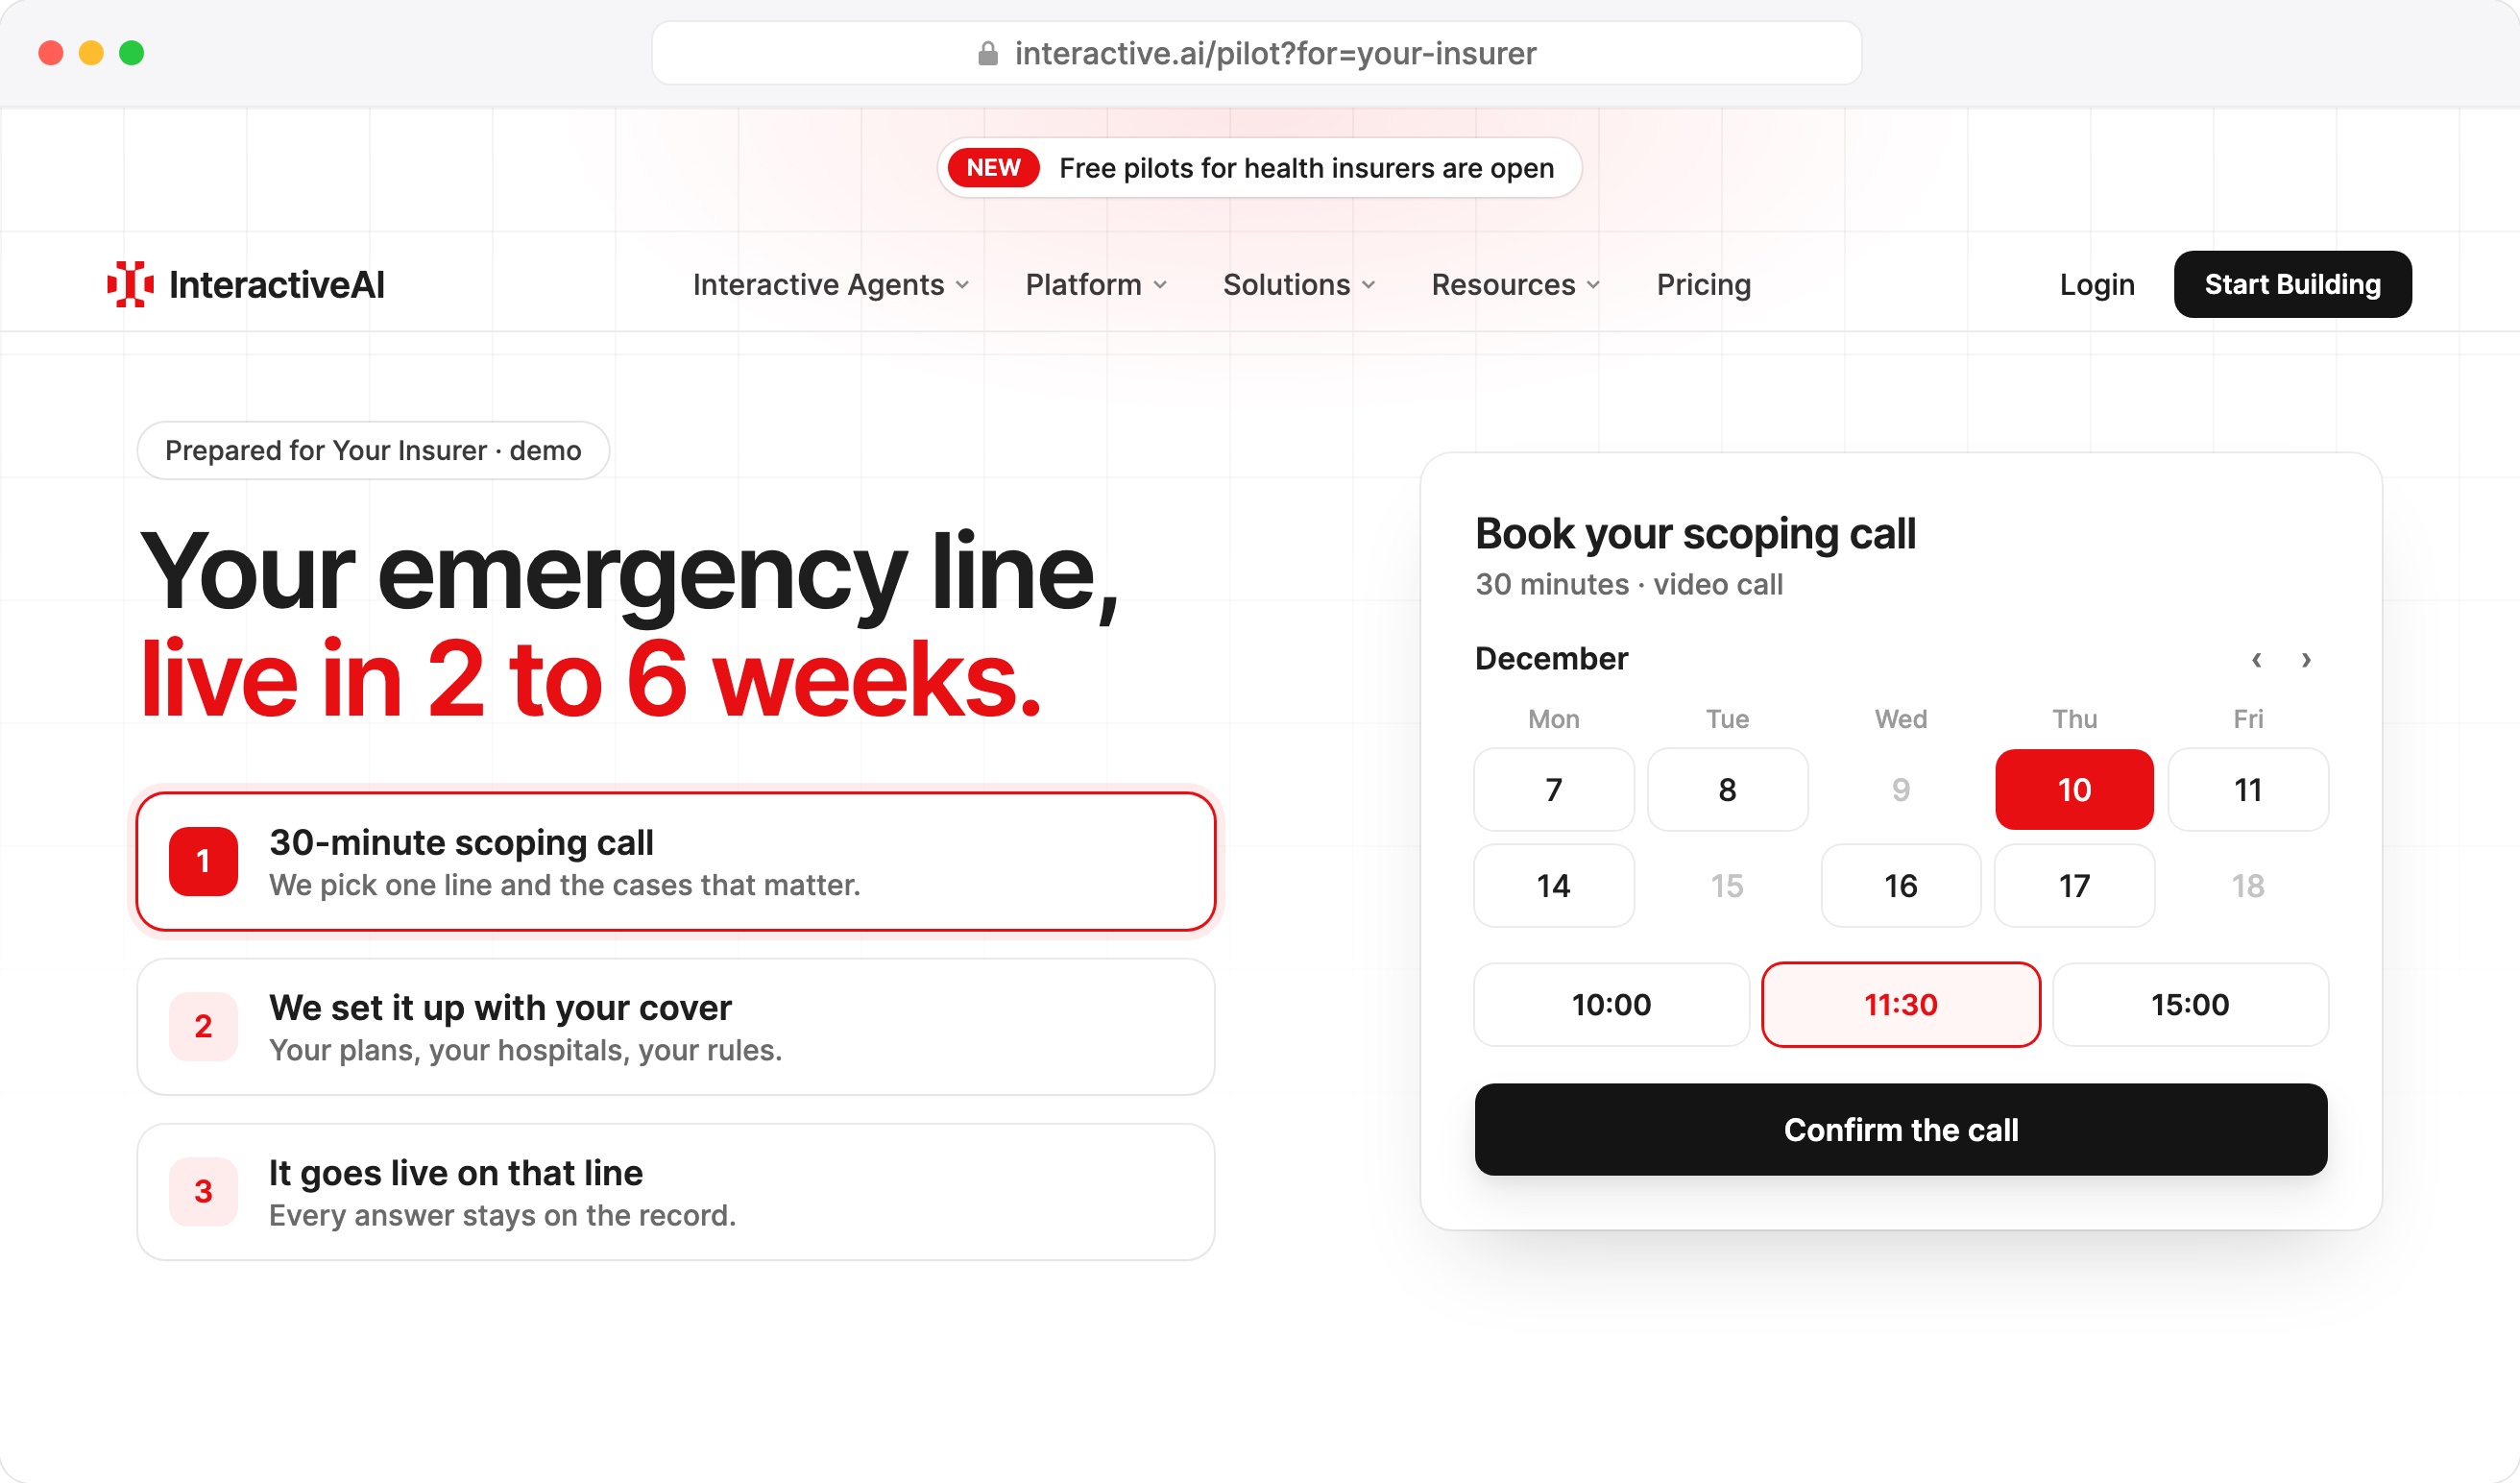 interactive.ai/pilot?for=your-insurer
NEW Free pilots for health insurers are open
InteractiveAI
Interactive Agents
Platform
Solutions
Resources
Pricing
Login
Start Building
Prepared for Your Insurer · demo
Your emergency line,
live in 2 to 6 weeks.
1
30-minute scoping call
We pick one line and the cases that matter.
2
We set it up with your cover
Your plans, your hospitals, your rules.
3
It goes live on that line
Every answer stays on the record.
Book your scoping call
30 minutes · video call
December ‹ ›
Mon Tue Wed Thu Fri
7 8 9 10 11
14 15 16 17 18
10:00 11:30 15:00
Confirm the call